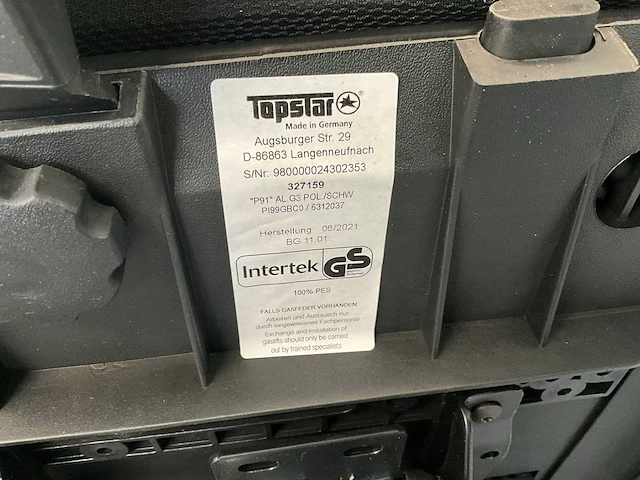 Topstar ®
Made in Germany
Augsburger Str. 29
D-86863 Langenneufnach
S/Nr: 980000024302353
327159
"P91" AL.G3 POL./SCHW
PI99GBC0 / 6312037
Herstellung 06/2021
BG 11.01
Intertek GS
100% PES
FALLS GASFEDER VORHANDEN:
Arbeiten und Austausch nur
durch eingewiesenes Fachpersonal
Exchange and installation of
gaslifts should only be carried
out by trained specialists